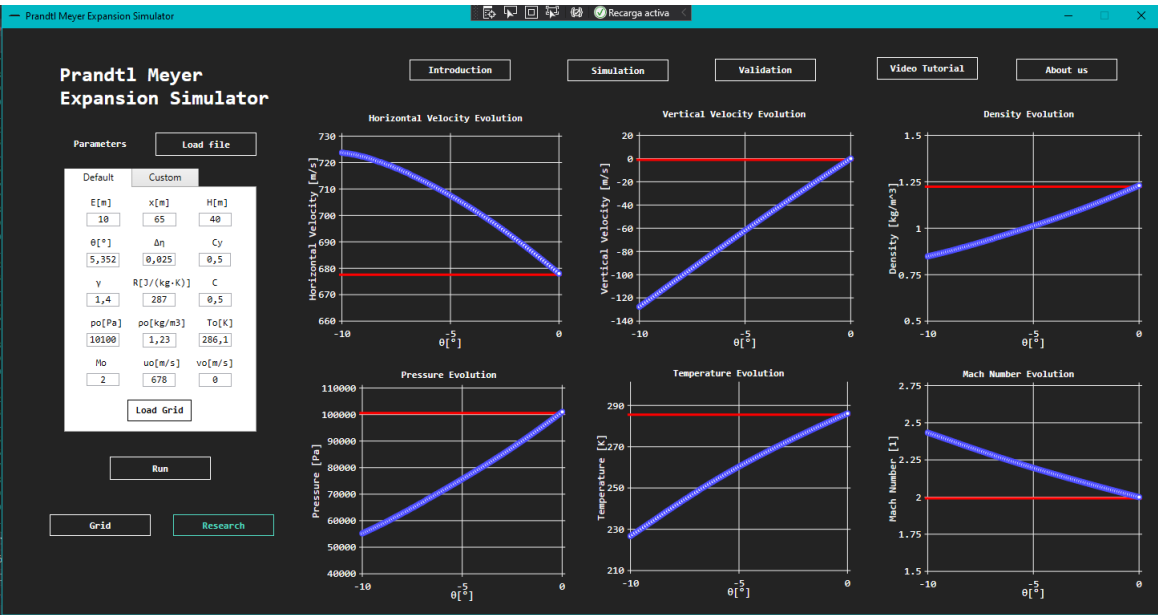 Prandtl Meyer Expansion Simulator
Recarga activa
Prandtl Meyer
Expansion Simulator
Introduction
Simulation
Validation
Video Tutorial
About us
Parameters
Load file
Default
Custom
E[m] x[m] H[m]
10 65 40
θ[°] Δη Cy
5,352 0,025 0,5
γ R[J/(kg·K)] C
1,4 287 0,5
po[Pa] ρo[kg/m3] To[K]
10100 1,23 286,1
Mo uo[m/s] vo[m/s]
2 678 0
Load Grid
Run
Grid
Research
Horizontal Velocity Evolution
Horizontal Velocity [m/s]
730
720
710
700
690
680
670
660
-10 -5 0
θ[°]
Vertical Velocity Evolution
Vertical Velocity [m/s]
20
0
-20
-40
-60
-80
-100
-120
-140
-10 -5 0
θ[°]
Density Evolution
Density [kg/m^3]
1.5
1.25
1
0.75
0.5
-10 -5 0
θ[°]
Pressure Evolution
Pressure [Pa]
110000
100000
90000
80000
70000
60000
50000
40000
-10 -5 0
θ[°]
Temperature Evolution
Temperature [K]
290
270
250
230
210
-10 -5 0
θ[°]
Mach Number Evolution
Mach Number [1]
2.75
2.5
2.25
2
1.75
1.5
-10 -5 0
θ[°]